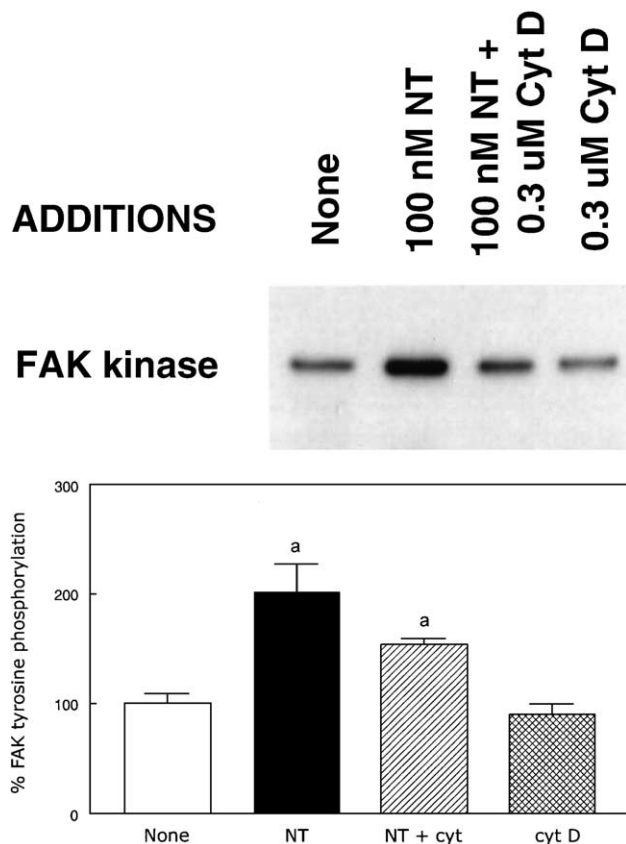 ADDITIONS
None
100 nM NT
100 nM NT +
0.3 uM Cyt D
0.3 uM Cyt D
FAK kinase
% FAK tyrosine phosphorylation
300
200
100
0
a
a
None NT NT + cyt cyt D